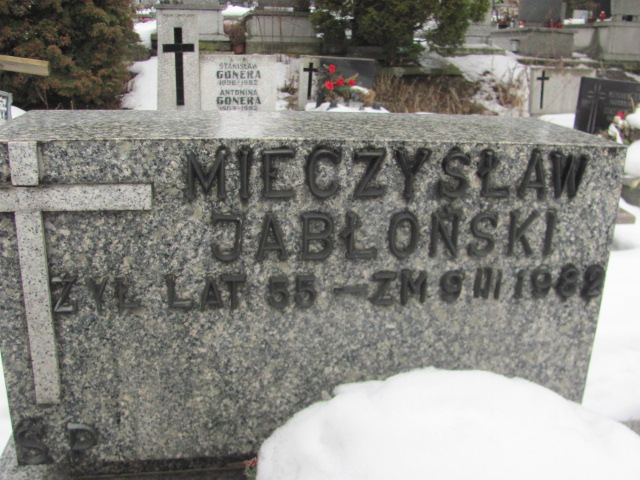 STANISŁAW
GONERA
ANTONINA
GONERA
MIECZYSŁAW
JABŁOŃSKI
ŻYŁ LAT 55 — ZM 9 III 1982
Ś P